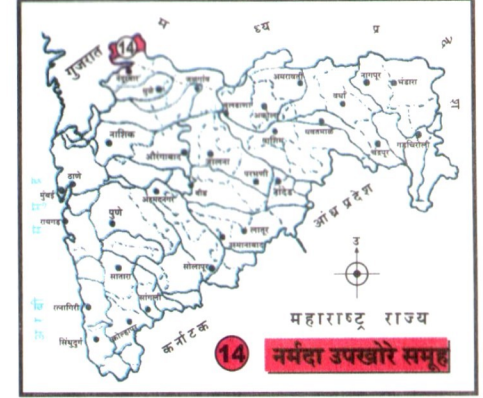 म ध्य प्र दे श
गुजरात
14
नंदुरबार
धुळे
जळगांव
बुलडाणा
अमरावती
अकोला
वर्धा
नागपूर
भंडारा
नाशिक
औरंगाबाद
जालना
वाशिम
यवतमाळ
चंद्रपूर
गडचिरोली
ठाणे
मुंबई
रायगड
अहमदनगर
बीड
परभणी
नांदेड
आंध्र प्रदेश
पुणे
लातूर
उस्मानाबाद
सोलापूर
सातारा
सांगली
रत्नागिरी
कोल्हापूर
सिंधुदुर्ग
कर्नाटक
उ
महाराष्ट्र राज्य
14 नर्मदा उपखोरे समूह